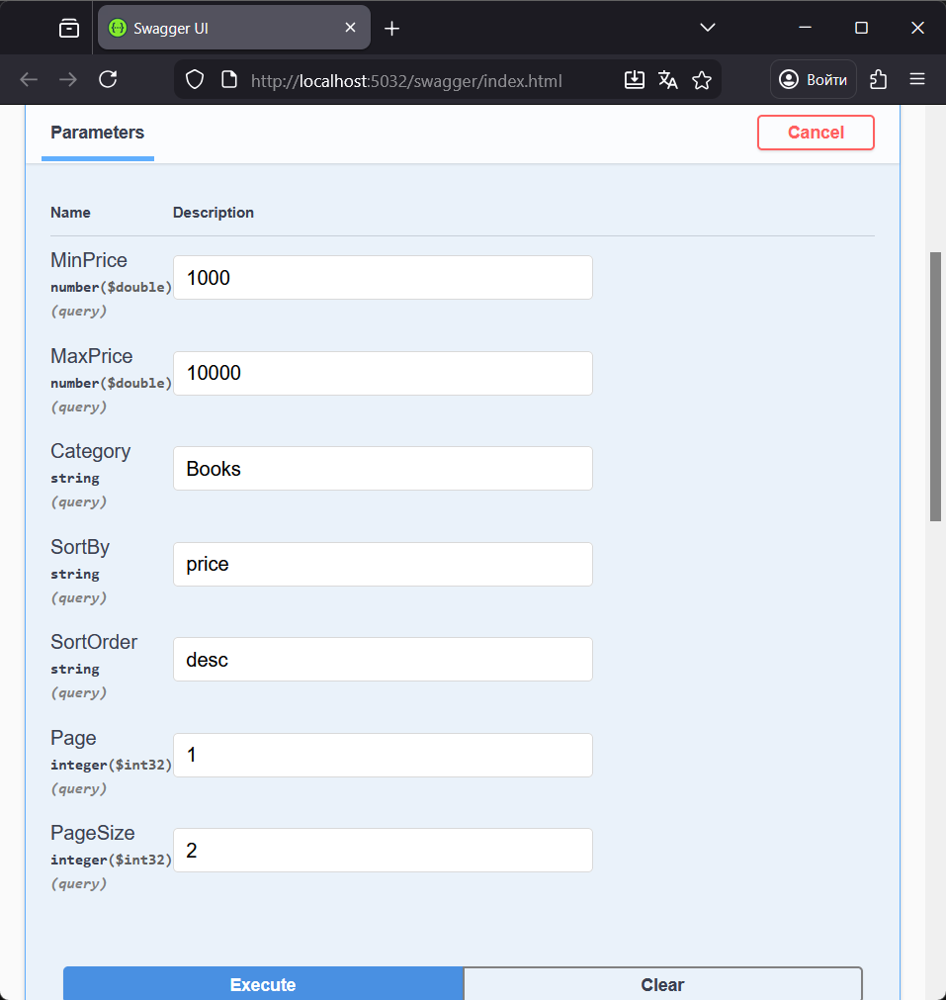 Swagger UI
http://localhost:5032/swagger/index.html
Войти
Parameters
Cancel
Name Description
MinPrice
number($double)
(query)
1000
MaxPrice
number($double)
(query)
10000
Category
string
(query)
Books
SortBy
string
(query)
price
SortOrder
string
(query)
desc
Page
integer($int32)
(query)
1
PageSize
integer($int32)
(query)
2
Execute
Clear